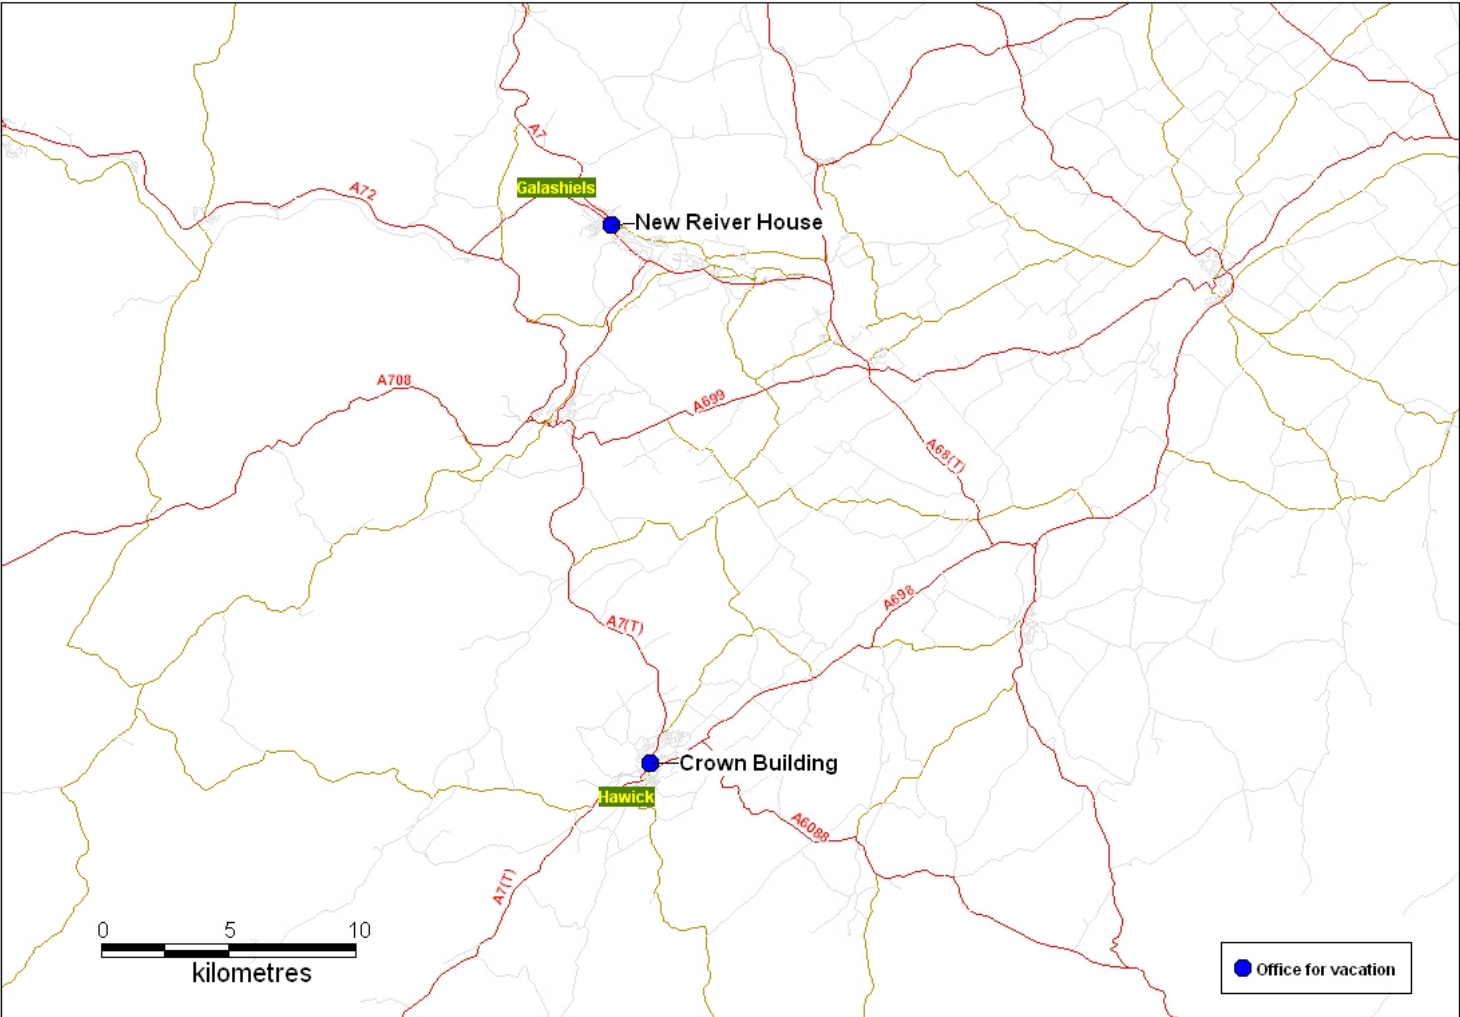 A7
Galashiels
A72
New Reiver House
A708
A699
A68(T)
A698
A7(T)
Crown Building
Hawick
A6088
A7(T)
0 5 10
kilometres
Office for vacation